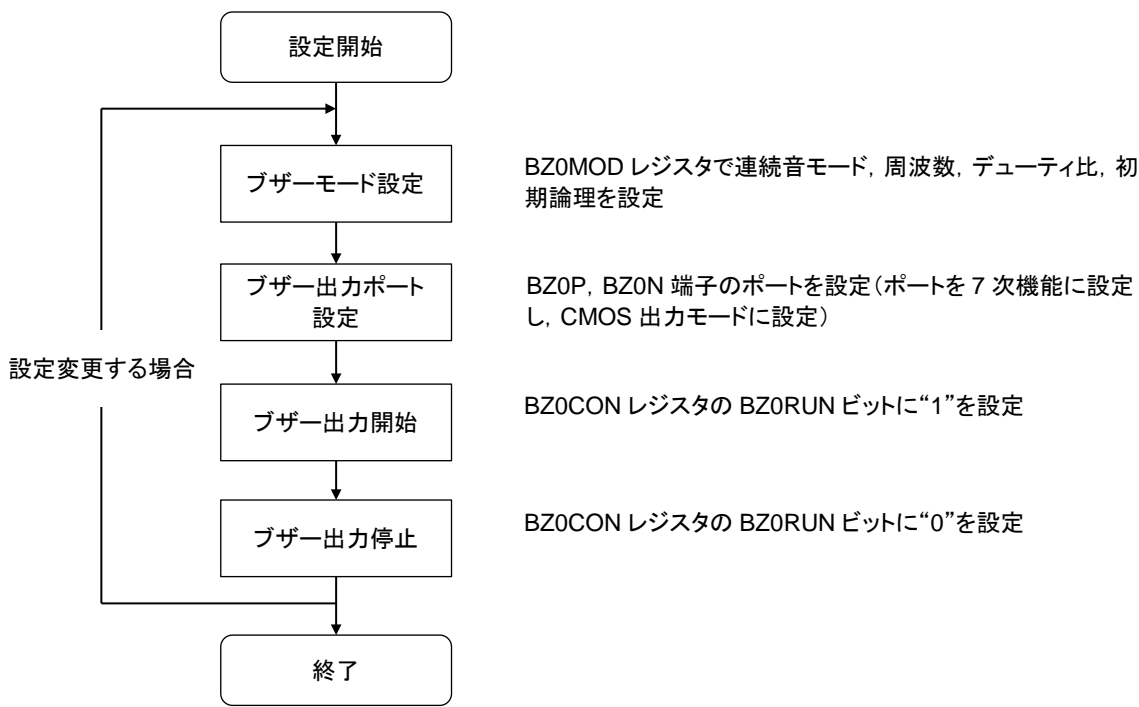 設定開始
ブザーモード設定
BZ0MOD レジスタで連続音モード，周波数，デューティ比，初
期論理を設定
ブザー出力ポート
設定
BZ0P，BZ0N 端子のポートを設定（ポートを 7 次機能に設定
し，CMOS 出力モードに設定）
設定変更する場合
ブザー出力開始
BZ0CON レジスタの BZ0RUN ビットに“1”を設定
ブザー出力停止
BZ0CON レジスタの BZ0RUN ビットに“0”を設定
終了